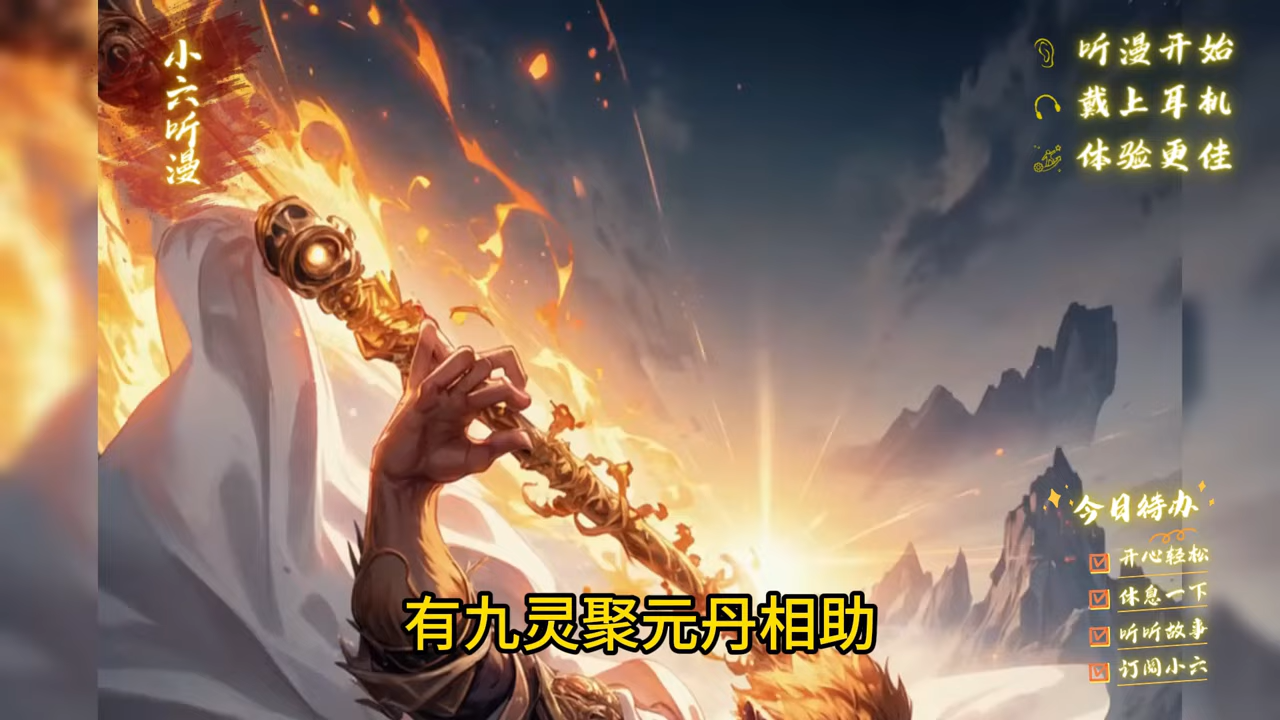 小六听漫
听漫开始
戴上耳机
体验更佳
今日待办
开心轻松
休息一下
听听故事
订阅小六
有九灵聚元丹相助